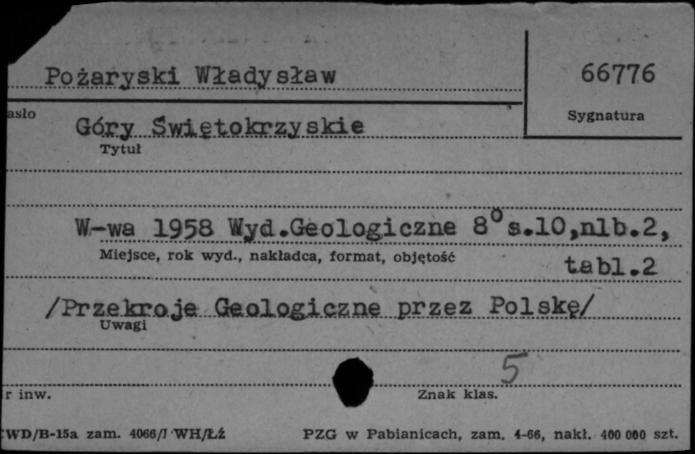 Pożaryski Władysław
66776
asło
Sygnatura
Góry Świętokrzyskie
Tytuł
W-wa 1958 Wyd.Geologiczne 8° s.10,nlb.2,
Miejsce, rok wyd., nakładca, format, objętość
tabl.2
/Przekroje Geologiczne przez Polskę/
Uwagi
5
r inw.
Znak klas.
WD/B-15a zam. 4066/I WH/Łż
PZG w Pabianicach, zam. 4-66, nakł. 400 000 szt.